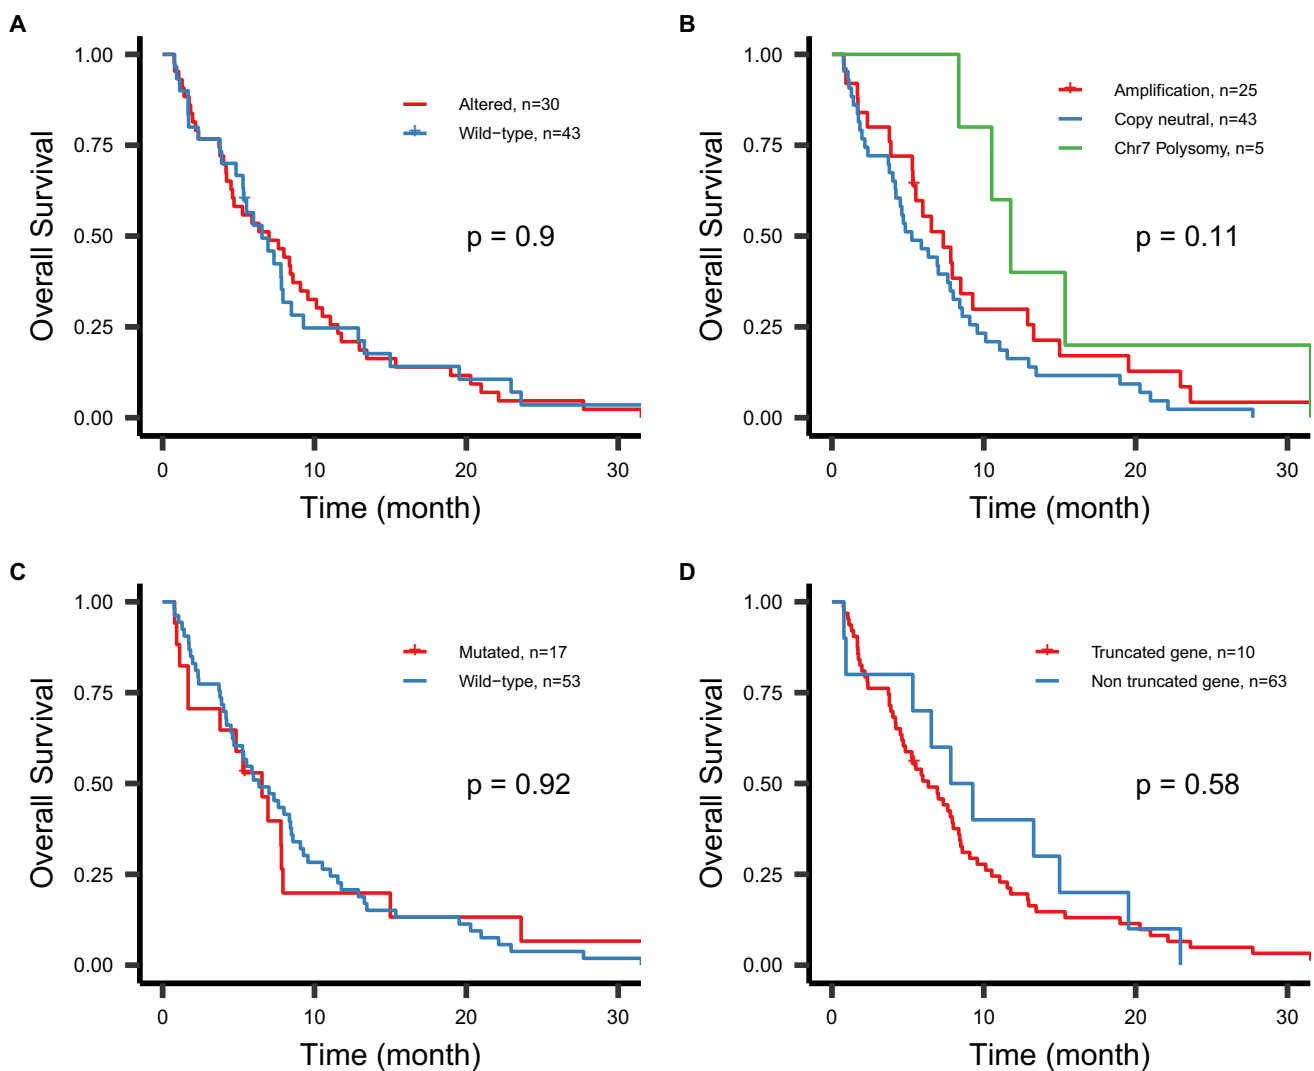 A
1.00
0.75
0.50
0.25
0.00
Overall Survival
Altered, n=30
Wild−type, n=43
p = 0.9
0 10 20 30
Time (month)
B
1.00
0.75
0.50
0.25
0.00
Overall Survival
Amplification, n=25
Copy neutral, n=43
Chr7 Polysomy, n=5
p = 0.11
0 10 20 30
Time (month)
C
1.00
0.75
0.50
0.25
0.00
Overall Survival
Mutated, n=17
Wild−type, n=53
p = 0.92
0 10 20 30
Time (month)
D
1.00
0.75
0.50
0.25
0.00
Overall Survival
Truncated gene, n=10
Non truncated gene, n=63
p = 0.58
0 10 20 30
Time (month)